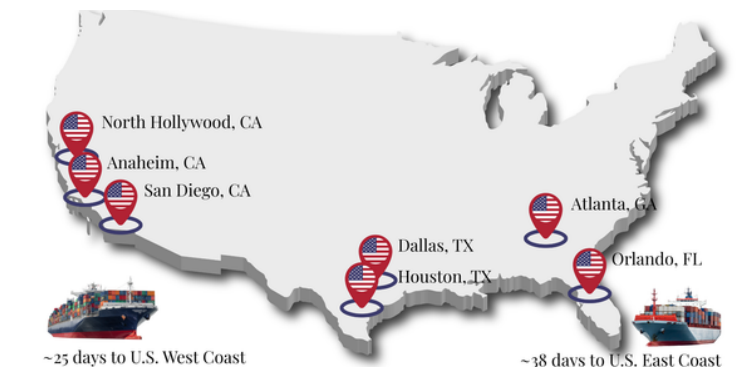 North Hollywood, CA
Anaheim, CA
San Diego, CA
Atlanta, GA
Dallas, TX
Orlando, FL
Houston, TX
~25 days to U.S. West Coast
~38 days to U.S. East Coast